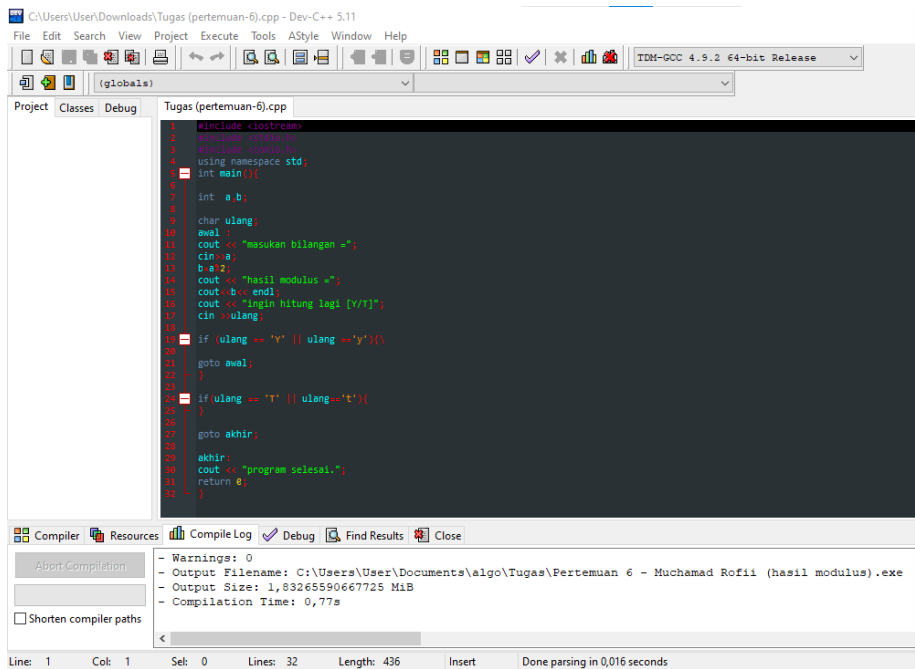 C:\Users\User\Downloads\Tugas (pertemuan-6).cpp - Dev-C++ 5.11
File Edit Search View Project Execute Tools AStyle Window Help
TDM-GCC 4.9.2 64-bit Release
(globals)
Project Classes Debug Tugas (pertemuan-6).cpp
1 #include <iostream>
2 #include <stdio.h>
3 #include <conio.h>
4 using namespace std;
5 int main(){
6
7 int a,b;
8
9 char ulang;
10 awal :
11 cout << "masukan bilangan =";
12 cin>>a;
13 b=a%2;
14 cout << "hasil modulus =";
15 cout<<b<< endl;
16 cout << "ingin hitung lagi [Y/T]";
17 cin >>ulang;
18
19 if (ulang == 'Y' || ulang =='y'){\
20
21 goto awal;
22 }
23
24 if(ulang == 'T' || ulang=='t'){
25 }
26
27 goto akhir;
28
29 akhir:
30 cout << "program selesai.";
31 return 0;
32 }
Compiler Resources Compile Log Debug Find Results Close
Abort Compilation
Shorten compiler paths
- Warnings: 0
- Output Filename: C:\Users\User\Documents\algo\Tugas\Pertemuan 6 - Muchamad Rofii (hasil modulus).exe
- Output Size: 1,83265590667725 MiB
- Compilation Time: 0,77s
Line: 1 Col: 1 Sel: 0 Lines: 32 Length: 436 Insert Done parsing in 0,016 seconds